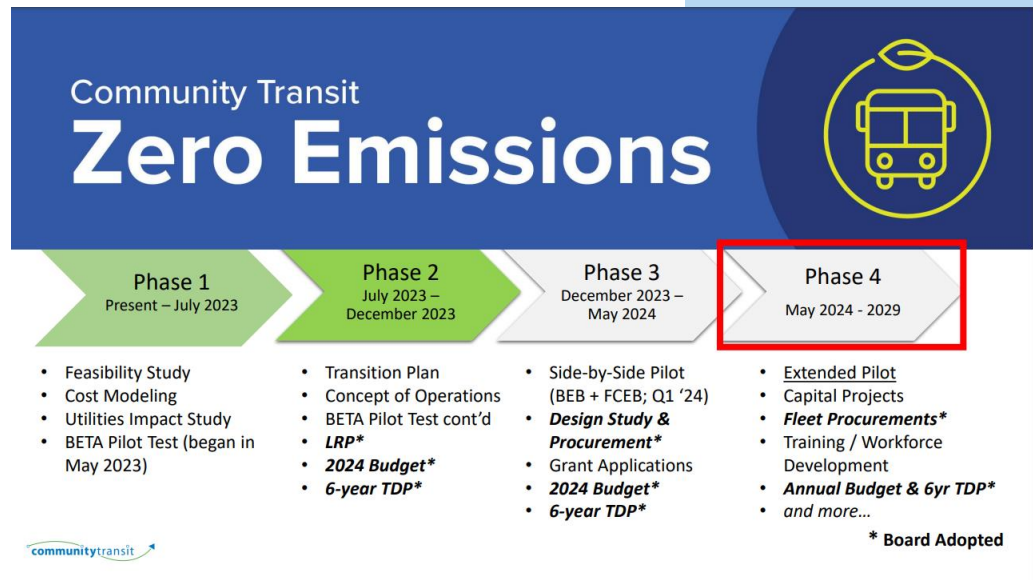 Community Transit
Zero Emissions
Phase 1
Present – July 2023
Phase 2
July 2023 –
December 2023
Phase 3
December 2023 –
May 2024
Phase 4
May 2024 - 2029
• Feasibility Study
• Cost Modeling
• Utilities Impact Study
• BETA Pilot Test (began in
May 2023)
• Transition Plan
• Concept of Operations
• BETA Pilot Test cont’d
• LRP*
• 2024 Budget*
• 6-year TDP*
• Side-by-Side Pilot
(BEB + FCEB; Q1 ‘24)
• Design Study &
Procurement*
• Grant Applications
• 2024 Budget*
• 6-year TDP*
• Extended Pilot
• Capital Projects
• Fleet Procurements*
• Training / Workforce
Development
• Annual Budget & 6yr TDP*
• and more…
* Board Adopted
communitytransit